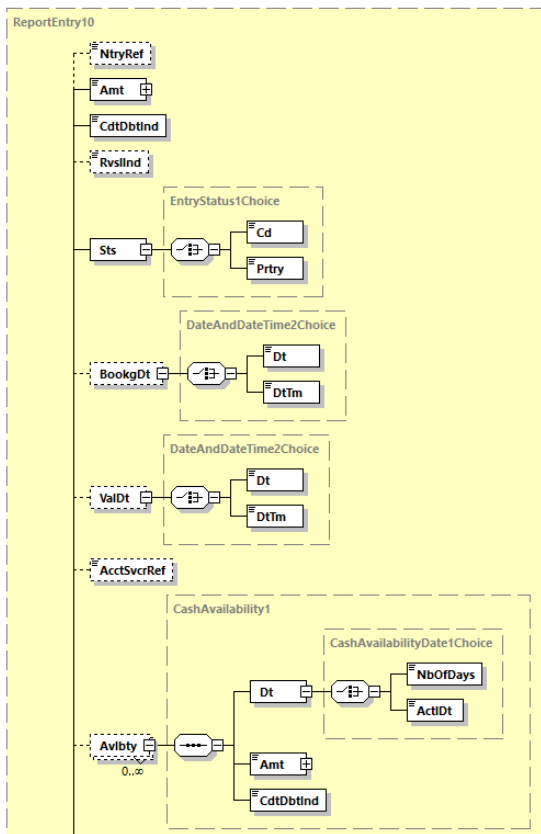 ReportEntry10
NtryRef
Amt
CdtDbtInd
RvslInd
EntryStatus1Choice
Cd
Sts
Prtry
DateAndDateTime2Choice
Dt
BookgDt
DtTm
DateAndDateTime2Choice
Dt
ValDt
DtTm
AcctSvcrRef
CashAvailability1
CashAvailabilityDate1Choice
NbOfDays
Dt
ActlDt
Avlbty
0..∞
Amt
CdtDbtInd